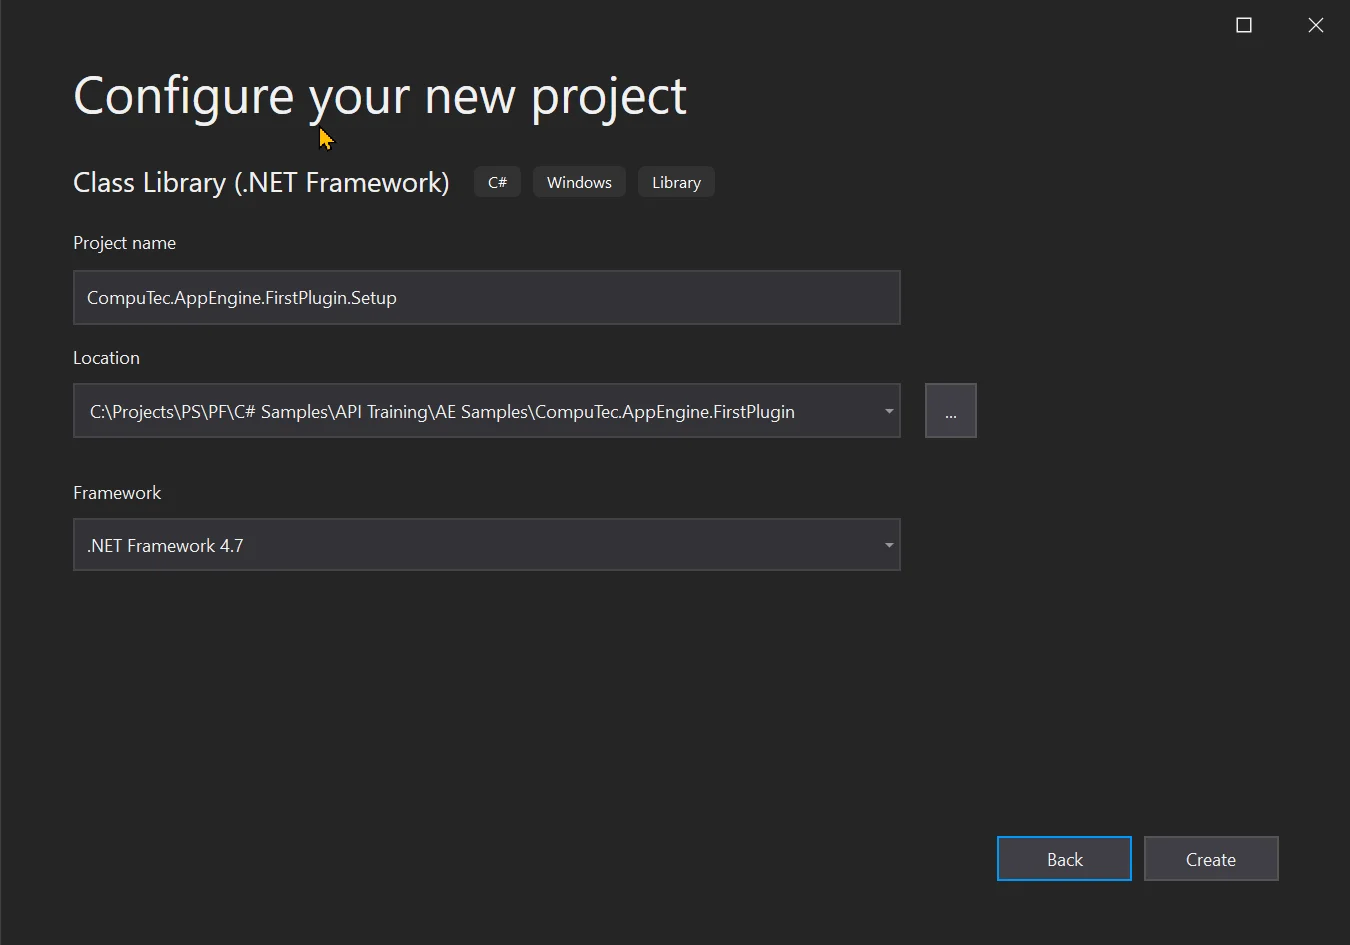 Configure your new project
Class Library (.NET Framework) C# Windows Library
Project name
CompuTec.AppEngine.FirstPlugin.Setup
Location
C:\Projects\PS\PF\C# Samples\API Training\AE Samples\CompuTec.AppEngine.FirstPlugin ...
Framework
.NET Framework 4.7
Back Create